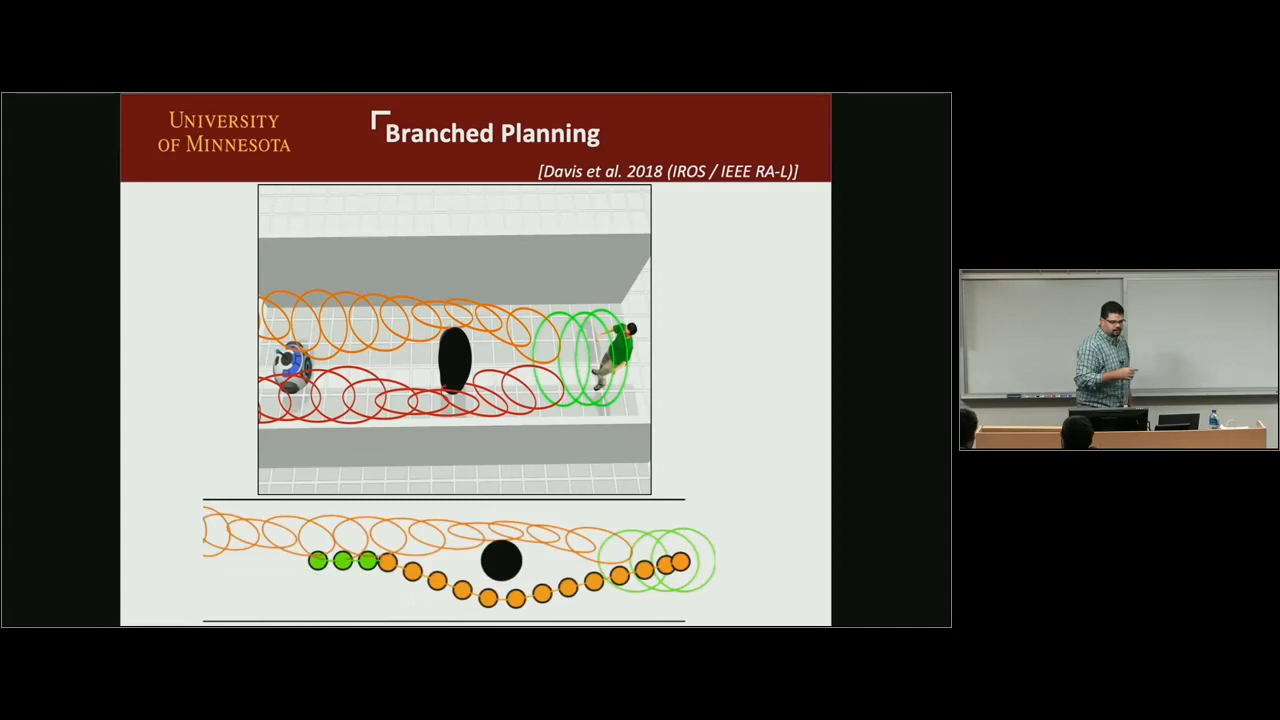 UNIVERSITY
OF MINNESOTA
Branched Planning
[Davis et al. 2018 (IROS / IEEE RA-L)]